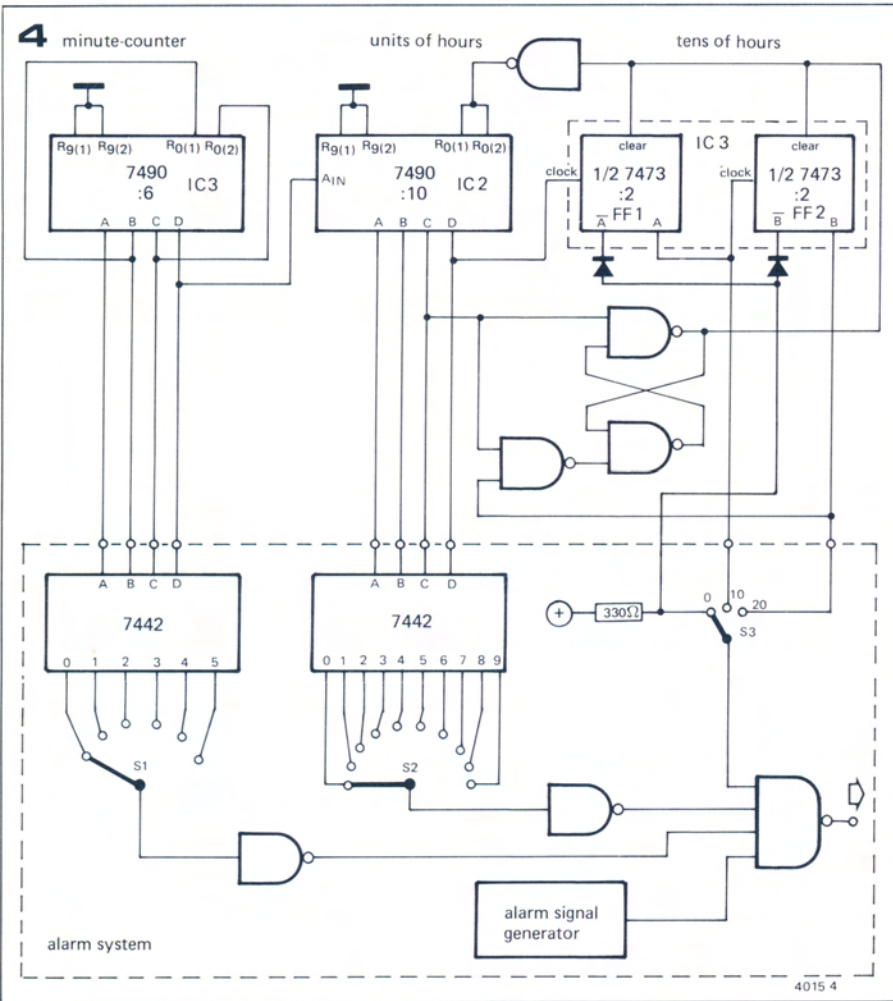 4 minute-counter units of hours tens of hours
R9(1) R9(2) R0(1) R0(2)
7490 IC3
:6
A B C D
R9(1) R9(2) R0(1) R0(2)
AIN 7490
:10 IC2
A B C D
IC 3
clear
clock 1/2 7473
:2
FF1
A̅ A
clear
clock 1/2 7473
:2
FF2
B̅ B
A B C D
7442
0 1 2 3 4 5
S1
A B C D
7442
0 1 2 3 4 5 6 7 8 9
S2
+ 330Ω 0 10 20
S3
alarm signal
generator
alarm system
4015 4